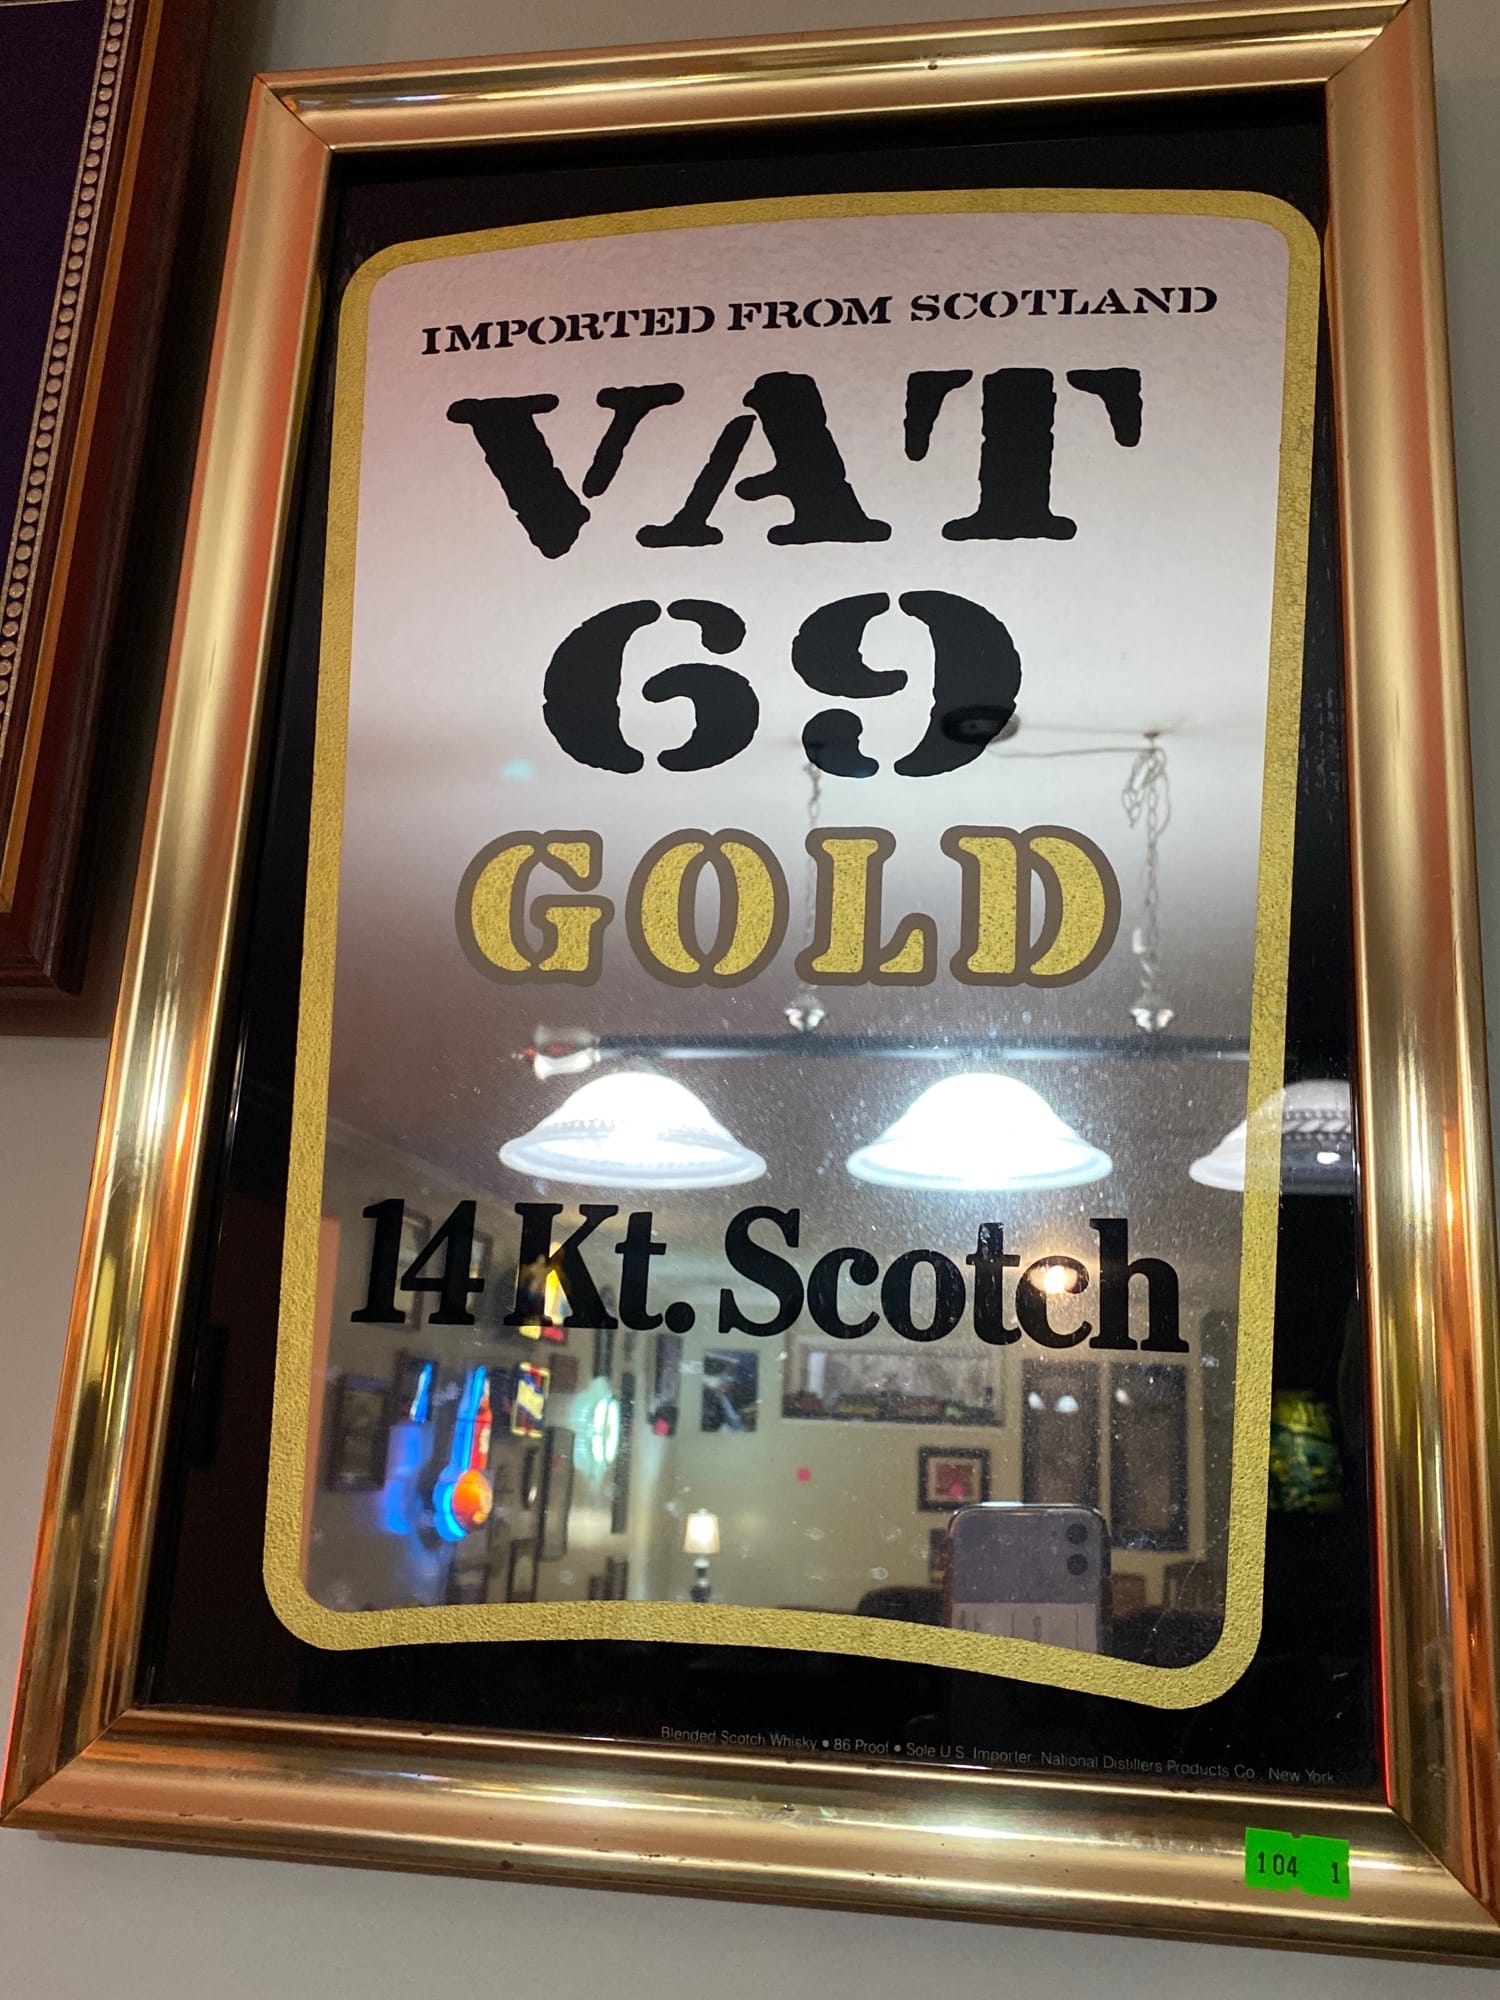 IMPORTED FROM SCOTLAND
VAT
69
GOLD
14 Kt. Scotch
Blended Scotch Whisky • 86 Proof • Sole U.S. Importer: National Distillers Products Co., New York
104 1